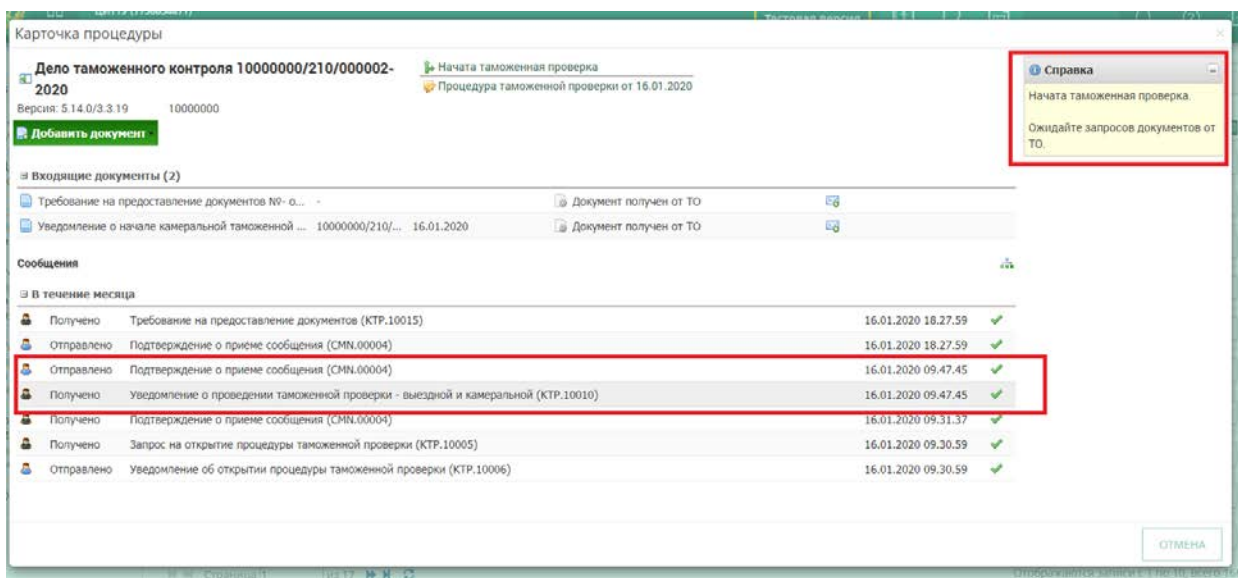 Тестовая версия
Карточка процедуры
Дело таможенного контроля 10000000/210/000002-
2020
Версия: 5.14.0/3.3.19 10000000
Начата таможенная проверка
Процедура таможенной проверки от 16.01.2020
Добавить документ
Справка
Начата таможенная проверка.
Ожидайте запросов документов от
ТО.
Входящие документы (2)
Требование на предоставление документов №- о... - Документ получен от ТО
Уведомление о начале камеральной таможенной ... 10000000/210/... 16.01.2020 Документ получен от ТО
Сообщения
В течение месяца
Получено Требование на предоставление документов (КТР.10015) 16.01.2020 18.27.59
Отправлено Подтверждение о приеме сообщения (CMN.00004) 16.01.2020 18.27.59
Отправлено Подтверждение о приеме сообщения (CMN.00004) 16.01.2020 09.47.45
Получено Уведомление о проведении таможенной проверки - выездной и камеральной (КТР.10010) 16.01.2020 09.47.45
Получено Подтверждение о приеме сообщения (CMN.00004) 16.01.2020 09.31.37
Получено Запрос на открытие процедуры таможенной проверки (КТР.10005) 16.01.2020 09.30.59
Отправлено Уведомление об открытии процедуры таможенной проверки (КТР.10006) 16.01.2020 09.30.59
ОТМЕНА
Страница 1 из 17